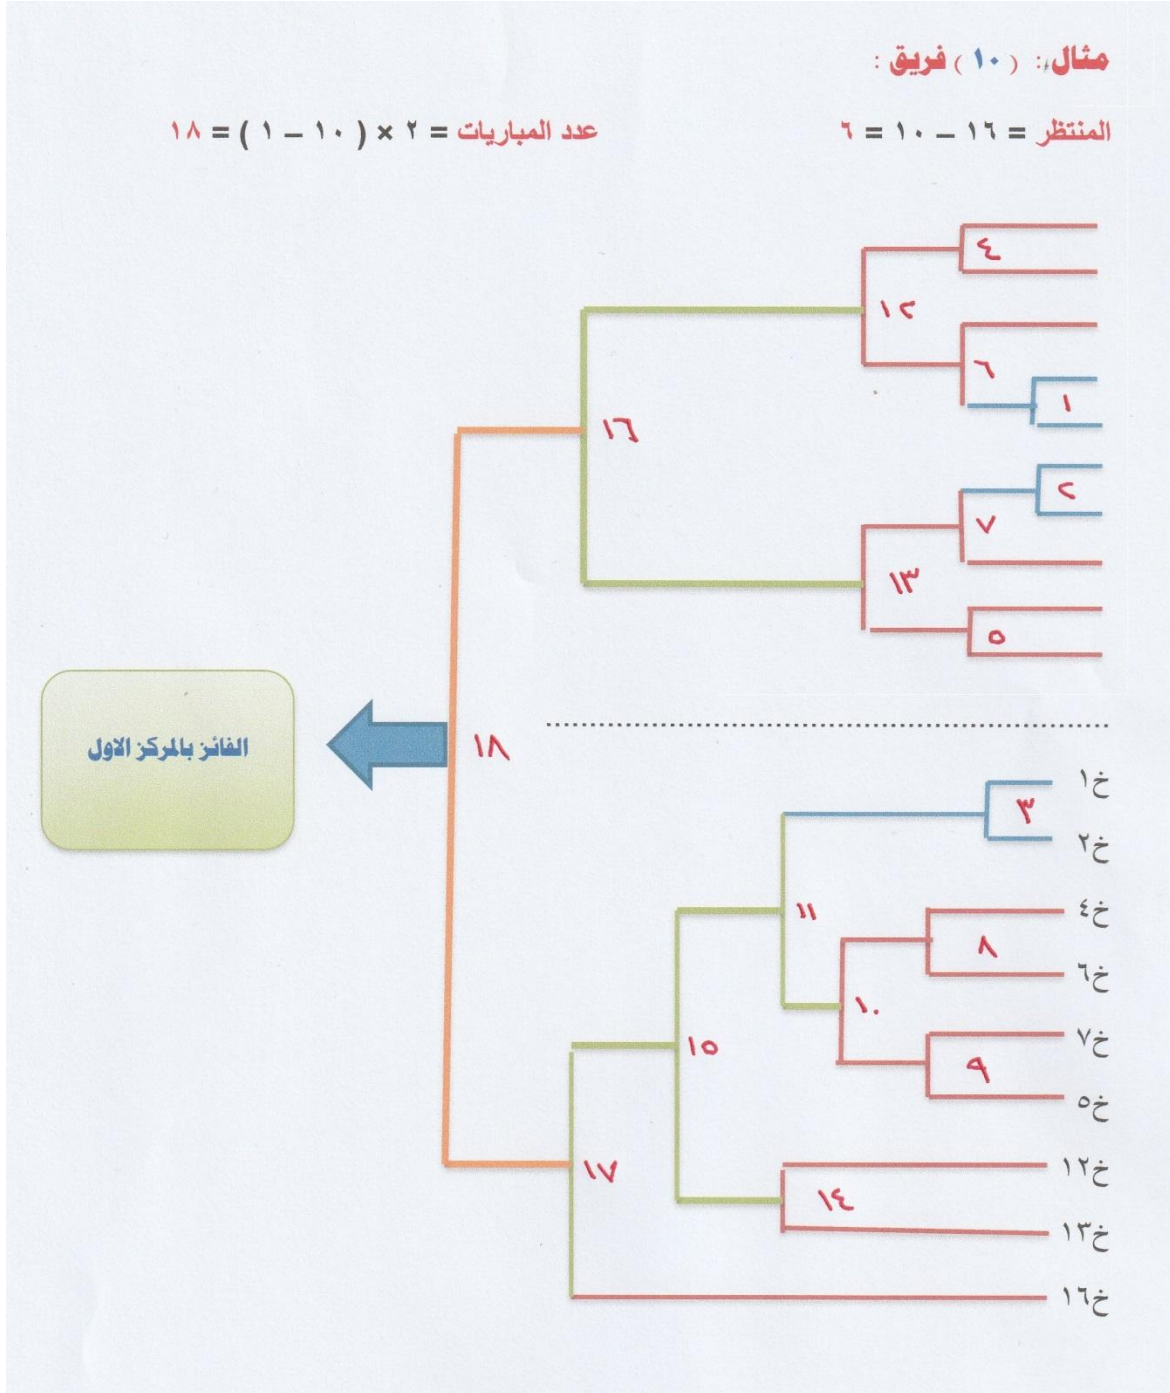 مثال : ( ١٠ ) فريق :
المنتظر = ١٦ – ١٠ = ٦
عدد المباريات = ٢ × ( ١٠ – ١ ) = ١٨
٤
١٢
٦
١
١٦
٢
٧
١٣
٥
الفائز بالمركز الاول
١٨
خ١
٣
خ٢
خ٤
١١
٨
خ٦
١٠
خ٧
١٥
٩
خ٥
خ١٢
١٧
١٤
خ١٣
خ١٦